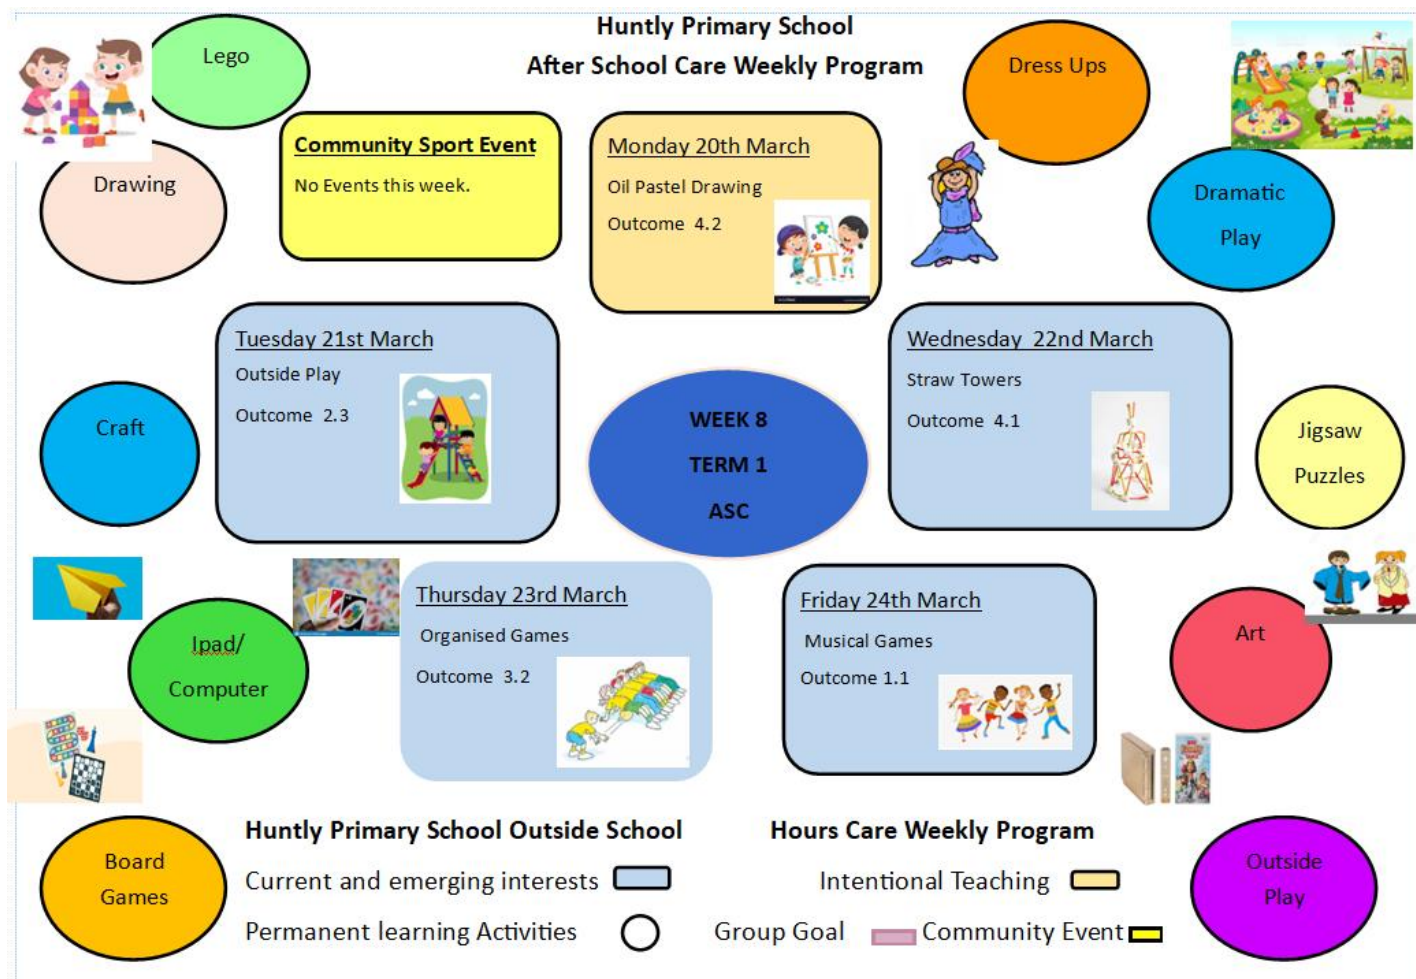 Huntly Primary School
After School Care Weekly Program
Lego
Dress Ups
Drawing
Community Sport Event
No Events this week.
Monday 20th March
Oil Pastel Drawing
Outcome 4.2
Dramatic
Play
Tuesday 21st March
Outside Play
Outcome 2.3
Wednesday 22nd March
Straw Towers
Outcome 4.1
Craft
WEEK 8
TERM 1
ASC
Jigsaw
Puzzles
Ipad/
Computer
Thursday 23rd March
Organised Games
Outcome 3.2
Friday 24th March
Musical Games
Outcome 1.1
Art
Board
Games
Huntly Primary School Outside School Hours Care Weekly Program
Current and emerging interests
Intentional Teaching
Permanent learning Activities
Group Goal
Community Event
Outside
Play